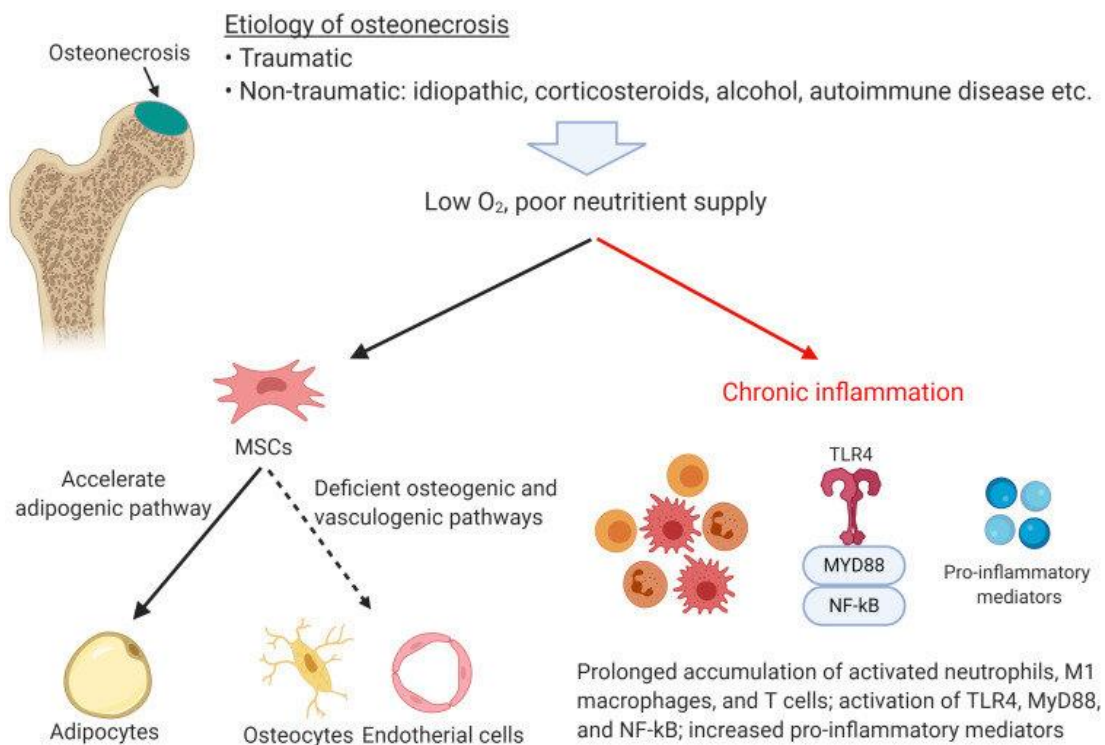 Etiology of osteonecrosis
• Traumatic
• Non-traumatic: idiopathic, corticosteroids, alcohol, autoimmune disease etc.
Osteonecrosis
Low O₂, poor neutritient supply
Chronic inflammation
MSCs
Accelerate
adipogenic pathway
Deficient osteogenic and
vasculogenic pathways
Adipocytes
Osteocytes
Endotherial cells
TLR4
MYD88
NF-kB
Pro-inflammatory
mediators
Prolonged accumulation of activated neutrophils, M1
macrophages, and T cells; activation of TLR4, MyD88,
and NF-kB; increased pro-inflammatory mediators